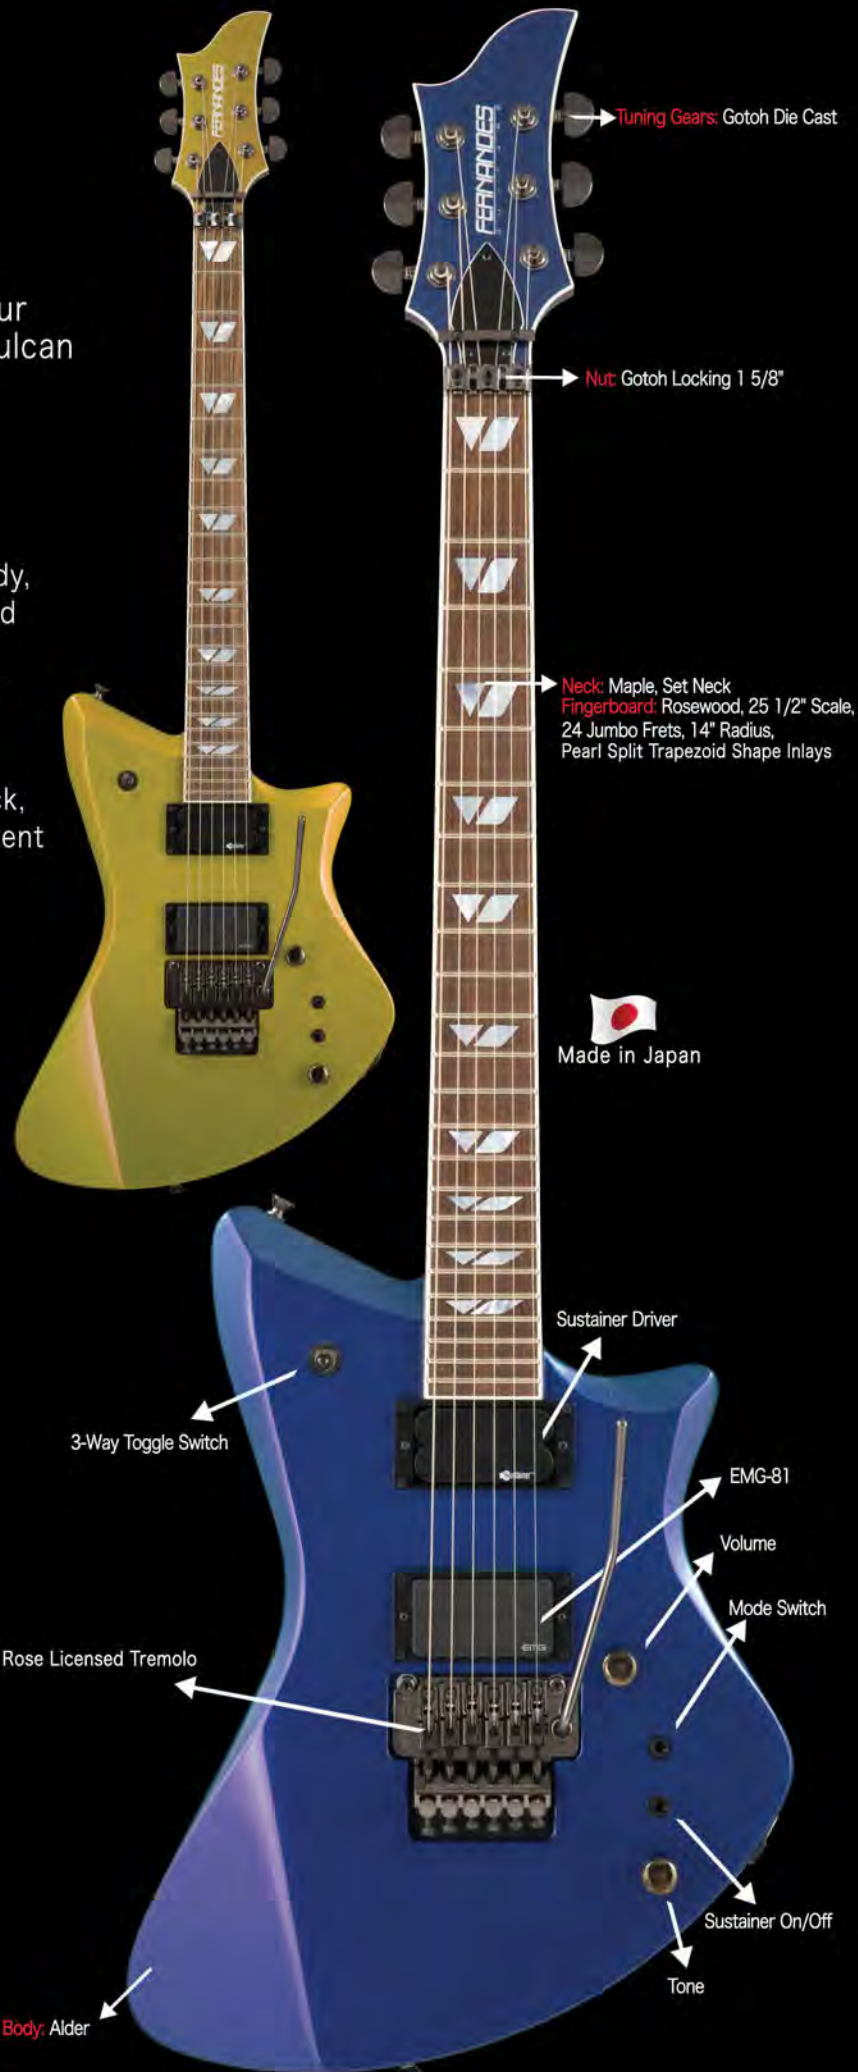 FERNANDES
FERNANDES
Tuning Gears: Gotoh Die Cast
ur
ulcan
Nut: Gotoh Locking 1 5/8"
dy,
d
Neck: Maple, Set Neck
Fingerboard: Rosewood, 25 1/2" Scale,
24 Jumbo Frets, 14" Radius,
Pearl Split Trapezoid Shape Inlays
ck,
ent
Made in Japan
Sustainer Driver
3-Way Toggle Switch
EMG-81
Volume
EMG
Mode Switch
Rose Licensed Tremolo
Sustainer On/Off
Tone
Body: Alder